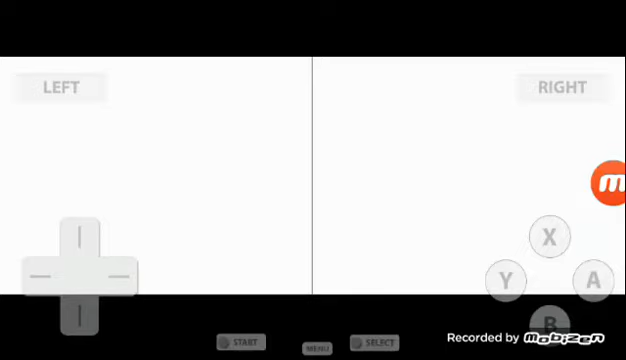 LEFT
RIGHT
X
Y
A
B
START
MENU
SELECT
Recorded by mobizen